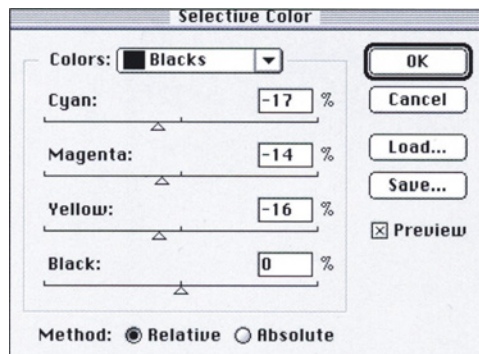 Selective Color
Colors: Blacks
OK
Cyan: -17 %
Cancel
Magenta: -14 %
Load...
Save...
Yellow: -16 %
Preview
Black: 0 %
Method: Relative Absolute